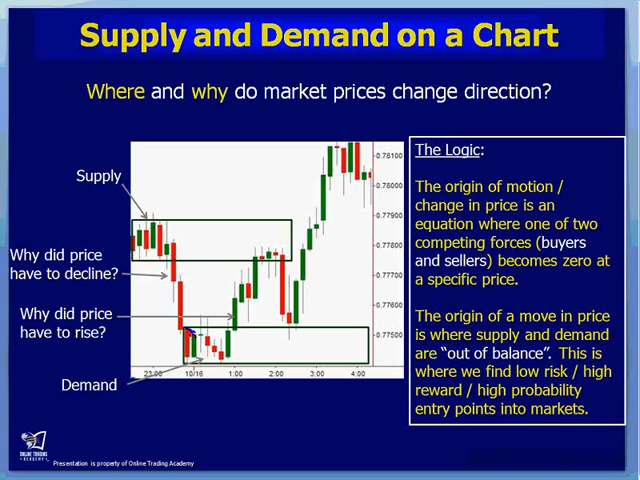 Supply and Demand on a Chart
Where and why do market prices change direction?
Supply
Why did price
have to decline?
Why did price
have to rise?
Demand
0.78100
0.78000
0.77900
0.77800
0.77700
0.77600
0.77500
23:00
10/16
1:00
2:00
3:00
4:00
The Logic:
The origin of motion /
change in price is an
equation where one of two
competing forces (buyers
and sellers) becomes zero at
a specific price.
The origin of a move in price
is where supply and demand
are “out of balance”. This is
where we find low risk / high
reward / high probability
entry points into markets.
ONLINE TRADING
ACADEMY
Presentation is property of Online Trading Academy